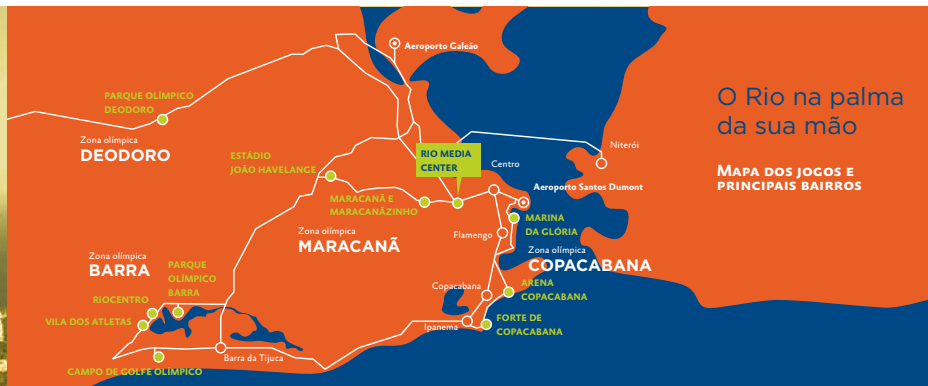 O Rio na palma
da sua mão
MAPA DOS JOGOS E
PRINCIPAIS BAIRROS
Aeroporto Galeão
PARQUE OLÍMPICO
DEODORO
Zona olímpica
DEODORO
ESTÁDIO
JOÃO HAVELANGE
RIO MEDIA
CENTER
Centro
Niterói
Aeroporto Santos Dumont
MARACANÃ E
MARACANÃZINHO
Zona olímpica
MARACANÃ
MARINA
DA GLÓRIA
Flamengo
Zona olímpica
COPACABANA
ARENA
COPACABANA
Copacabana
Ipanema
FORTE DE
COPACABANA
Zona olímpica
BARRA
PARQUE
OLÍMPICO
BARRA
RIOCENTRO
VILA DOS ATLETAS
Barra da Tijuca
CAMPO DE GOLFE OLÍMPICO